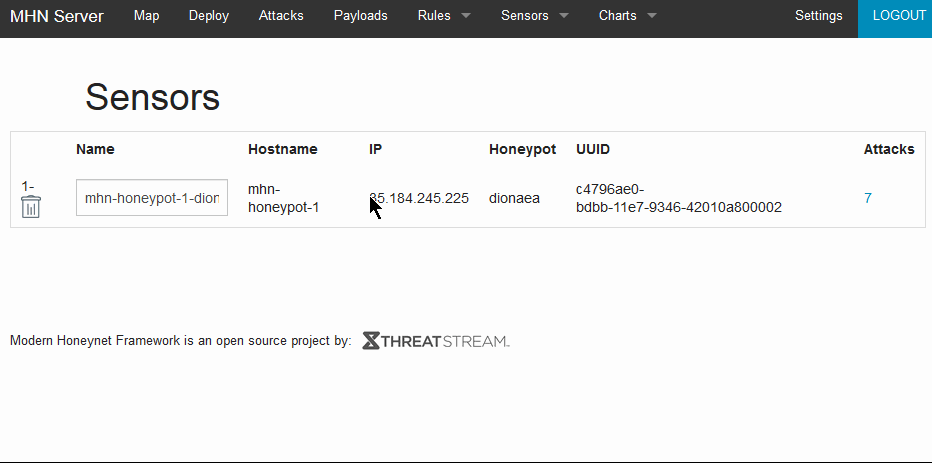 MHN Server Map Deploy Attacks Payloads Rules Sensors Charts Settings LOGOUT
Sensors
Name Hostname IP Honeypot UUID Attacks
1-
mhn-honeypot-1-dion
mhn-
honeypot-1
5.184.245.225
dionaea
c4796ae0-
bdbb-11e7-9346-42010a800002
7
Modern Honeynet Framework is an open source project by: THREATSTREAM.